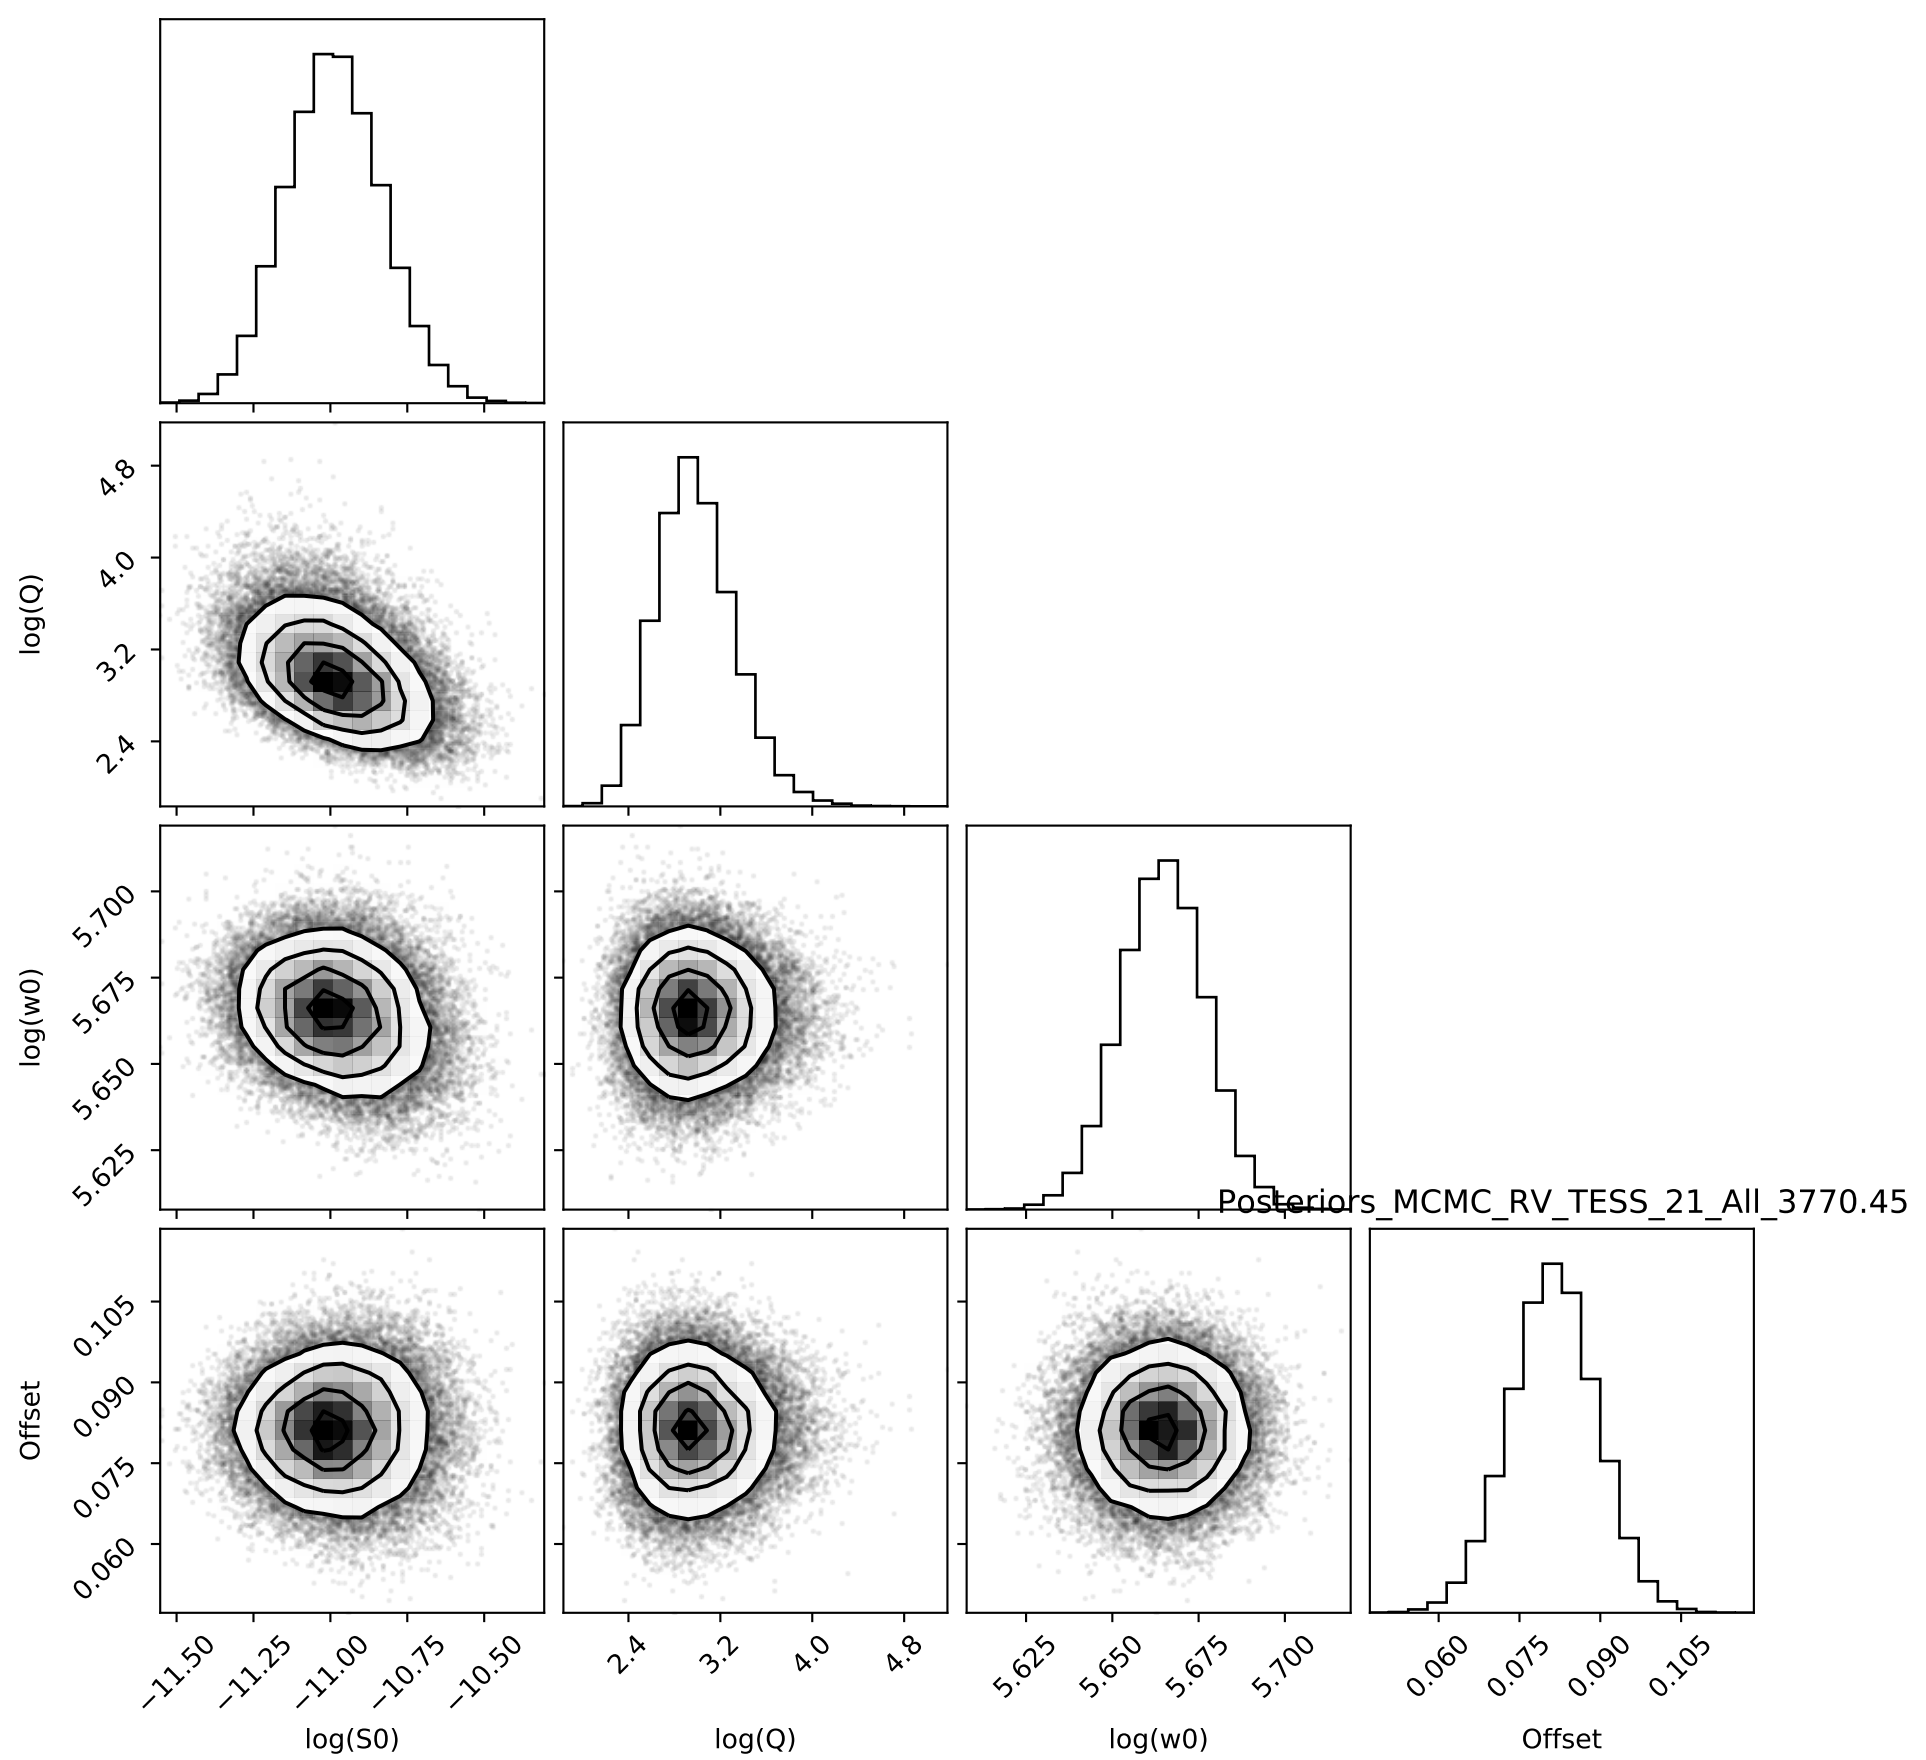 4.8
4.0
3.2
2.4
log(Q)
5.700
5.675
5.650
5.625
log(w0)
Posteriors_MCMC_RV_TESS_21_All_3770.45
0.105
0.090
0.075
0.060
Offset
−11.50 −11.25 −11.00 −10.75 −10.50
2.4 3.2 4.0 4.8
5.625 5.650 5.675 5.700
0.060 0.075 0.090 0.105
log(S0) log(Q) log(w0) Offset